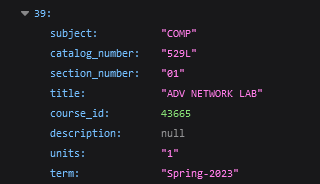 39:
subject: "COMP"
catalog_number: "529L"
section_number: "01"
title: "ADV NETWORK LAB"
course_id: 43665
description: null
units: "1"
term: "Spring-2023"